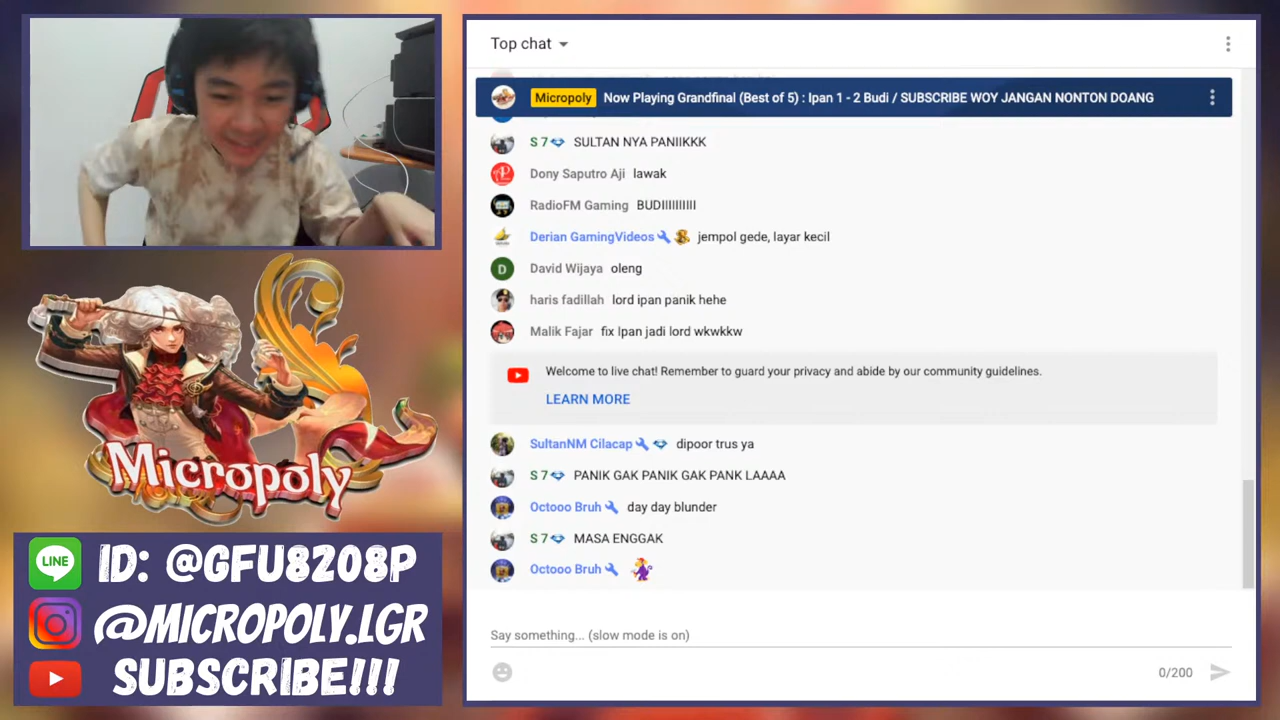 Top chat
Micropoly Now Playing Grandfinal (Best of 5) : Ipan 1 - 2 Budi / SUBSCRIBE WOY JANGAN NONTON DOANG
S 7 SULTAN NYA PANIIKKK
Dony Saputro Aji lawak
RadioFM Gaming BUDIIIIIIIIII
Derian GamingVideos jempol gede, layar kecil
D David Wijaya oleng
haris fadillah lord ipan panik hehe
Malik Fajar fix Ipan jadi lord wkwkkw
Welcome to live chat! Remember to guard your privacy and abide by our community guidelines.
LEARN MORE
SultanNM Cilacap dipoor trus ya
S 7 PANIK GAK PANIK GAK PANK LAAAA
Octooo Bruh day day blunder
S 7 MASA ENGGAK
Octooo Bruh
Say something... (slow mode is on)
0/200
Micropoly
LINE ID: @GFU8208P
@MICROPOLY.LGR
SUBSCRIBE!!!